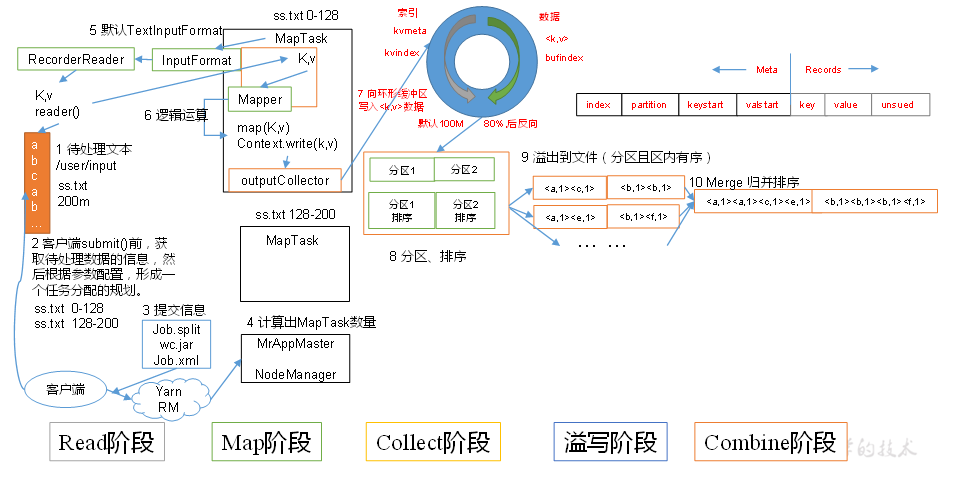 ss.txt 0-128
5 默认TextInputFormat
MapTask
RecorderReader
InputFormat
K,v
K,v
reader()
Mapper
6 逻辑运算
map(K,v)
Context.write(k,v)
outputCollector
索引
kvmeta
kvindex
数据
<k,v>
bufindex
7 向环形缓冲区
写入<k,v>数据
默认100M
80%,后反向
Meta
Records
index
partition
keystart
valstart
key
value
unsued
a
b
c
a
b
...
1 待处理文本
/user/input
ss.txt
200m
分区1
分区2
分区1
排序
分区2
排序
8 分区、排序
9 溢出到文件（分区且区内有序）
<a,1><c,1>
<b,1><b,1>
<a,1><e,1>
<b,1><f,1>
... ...
10 Merge 归并排序
<a,1><a,1><c,1><e,1>
<b,1><b,1><b,1><f,1>
ss.txt 128-200
MapTask
2 客户端submit()前，获
取待处理数据的信息，然
后根据参数配置，形成一
个任务分配的规划。
ss.txt 0-128
ss.txt 128-200
3 提交信息
Job.split
wc.jar
Job.xml
4 计算出MapTask数量
MrAppMaster
NodeManager
客户端
Yarn
RM
Read阶段
Map阶段
Collect阶段
溢写阶段
Combine阶段
的技术